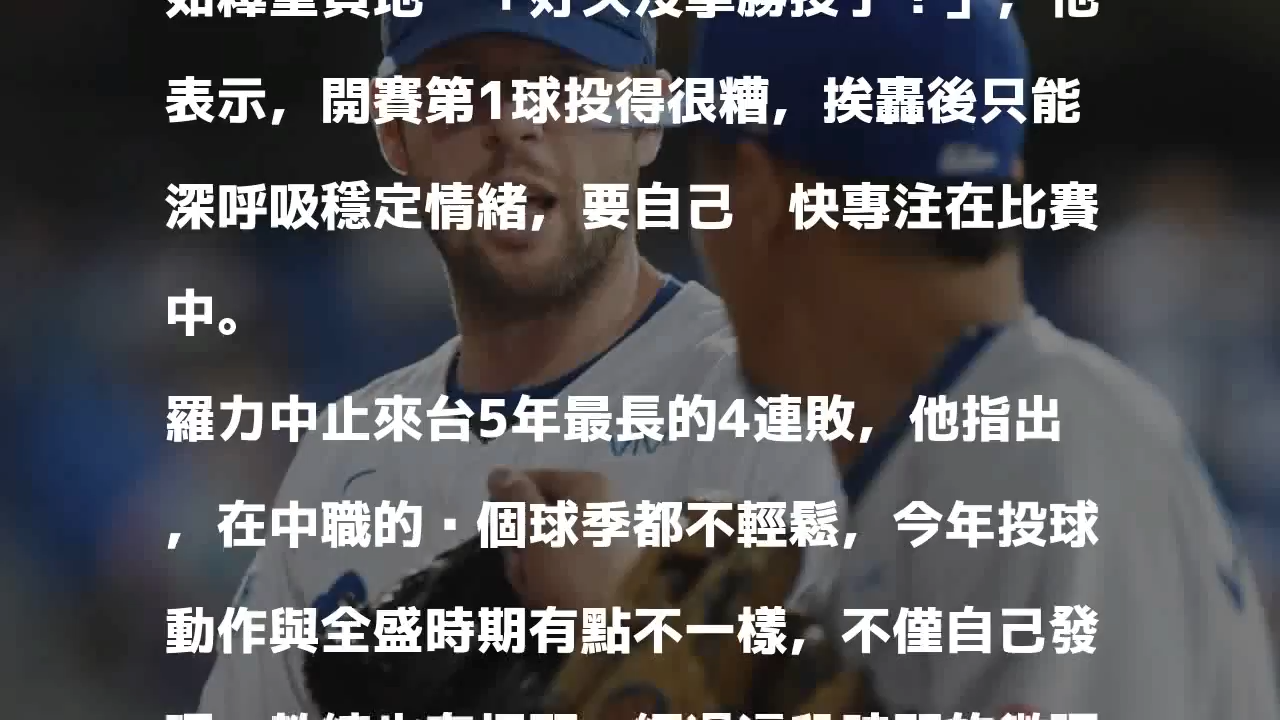 表示，開賽第1球投得很糟，挨轟後只能
深呼吸穩定情緒，要自己　快專注在比賽
中。
羅力中止來台5年最長的4連敗，他指出
，在中職的▪個球季都不輕鬆，今年投球
動作與全盛時期有點不一樣，不僅自己發